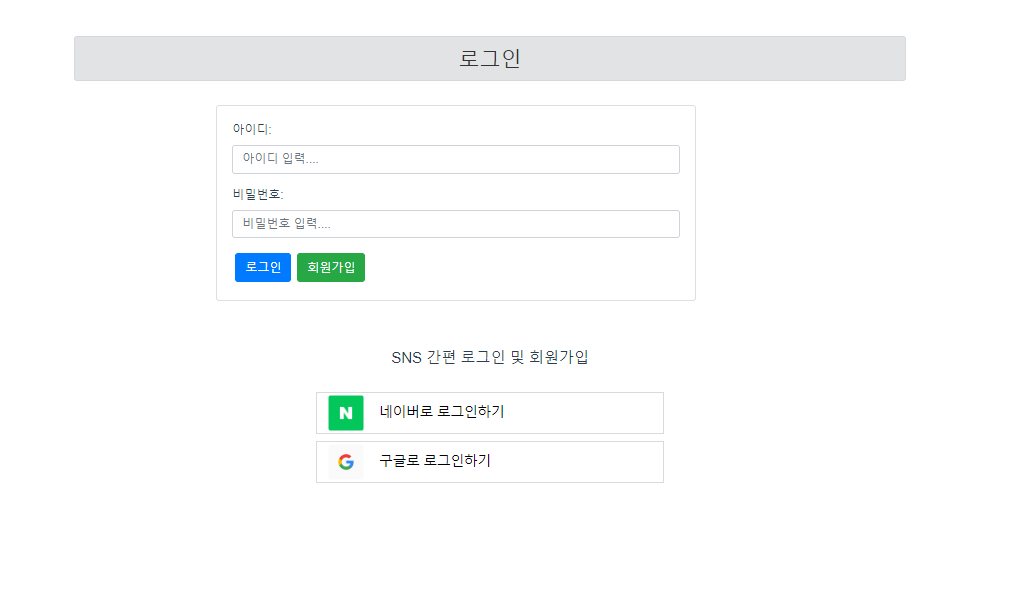 로그인
아이디:
아이디 입력....
비밀번호:
비밀번호 입력....
로그인 회원가입
SNS 간편 로그인 및 회원가입
N 네이버로 로그인하기
G 구글로 로그인하기